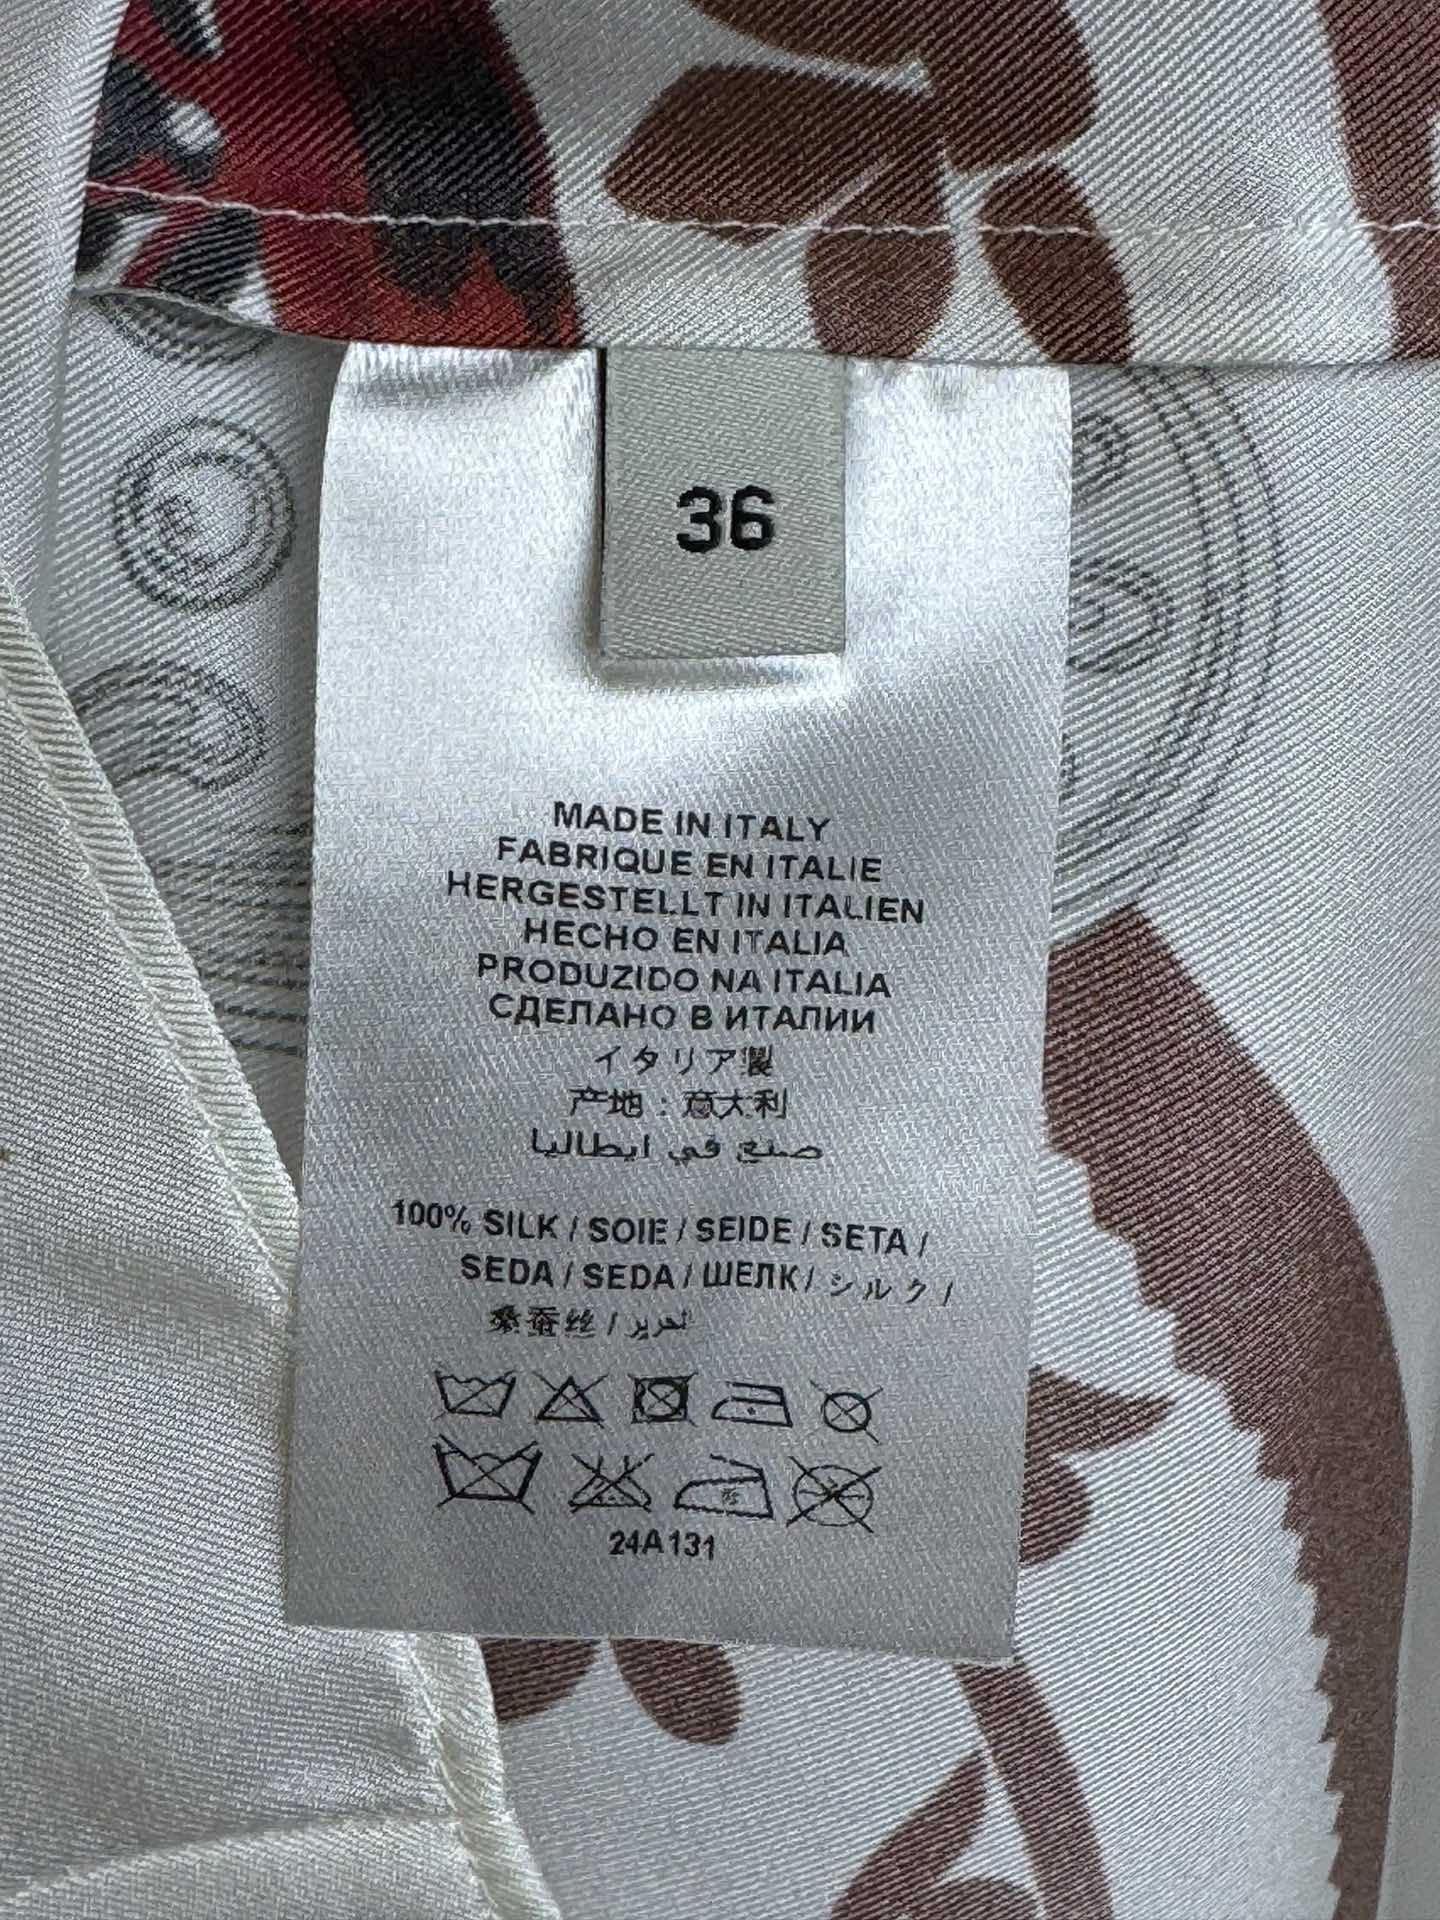 36
MADE IN ITALY
FABRIQUE EN ITALIE
HERGESTELLT IN ITALIEN
HECHO EN ITALIA
PRODUZIDO NA ITALIA
СДЕЛАНО В ИТАЛИИ
イタリア製
产地：意大利
صنع في ايطاليا
100% SILK / SOIE / SEIDE / SETA /
SEDA / SEDA / ШЕЛК / シルク /
桑蚕丝 / الحرير
24A131